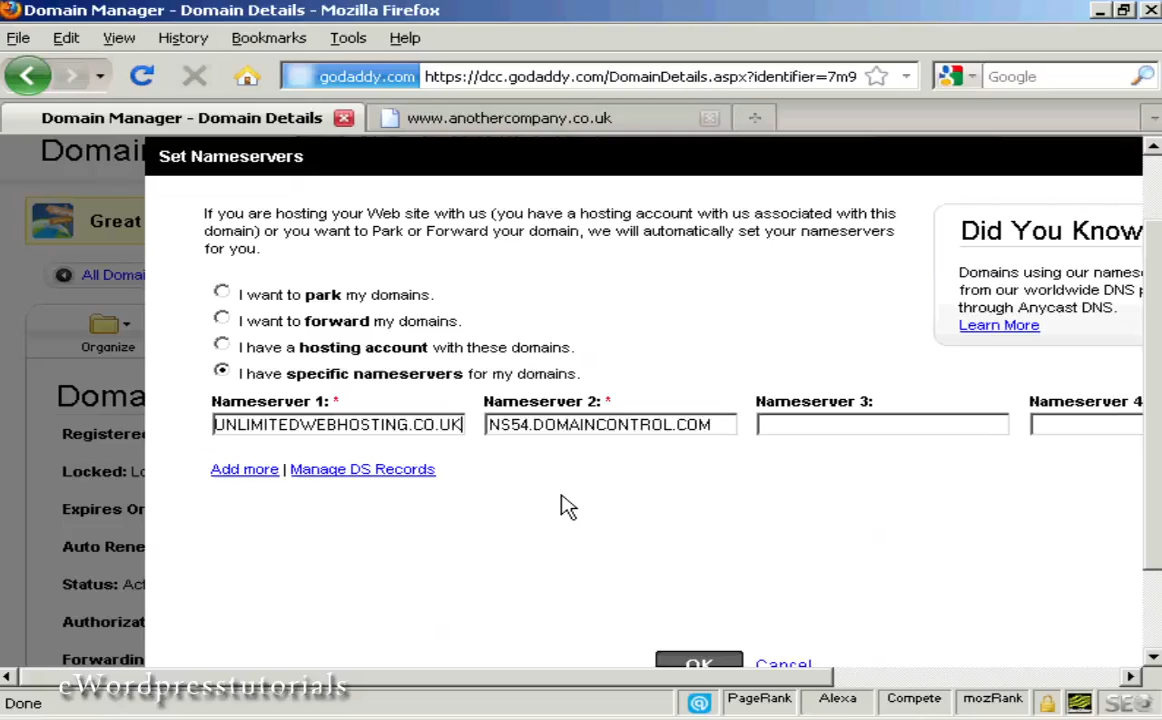 Domain Manager - Domain Details - Mozilla Firefox
File Edit View History Bookmarks Tools Help
godaddy.com https://dcc.godaddy.com/DomainDetails.aspx?identifier=7m9 Google
Domain Manager - Domain Details www.anothercompany.co.uk
Domai
Set Nameservers
Great
If you are hosting your Web site with us (you have a hosting account with us associated with this
domain) or you want to Park or Forward your domain, we will automatically set your nameservers
for you.
Did You Know
Domains using our namese
from our worldwide DNS p
through Anycast DNS.
Learn More
All Domai
I want to park my domains.
I want to forward my domains.
I have a hosting account with these domains.
I have specific nameservers for my domains.
Organize
Doma
Nameserver 1: * Nameserver 2: * Nameserver 3: Nameserver 4
UNLIMITEDWEBHOSTING.CO.UK NS54.DOMAINCONTROL.COM
Add more | Manage DS Records
Registere
Locked: Lo
Expires On
Auto Rene
Status: Act
Authorizat
Forwardin
OK Cancel
eWordpresstutorials
Done PageRank Alexa Compete mozRank SEO